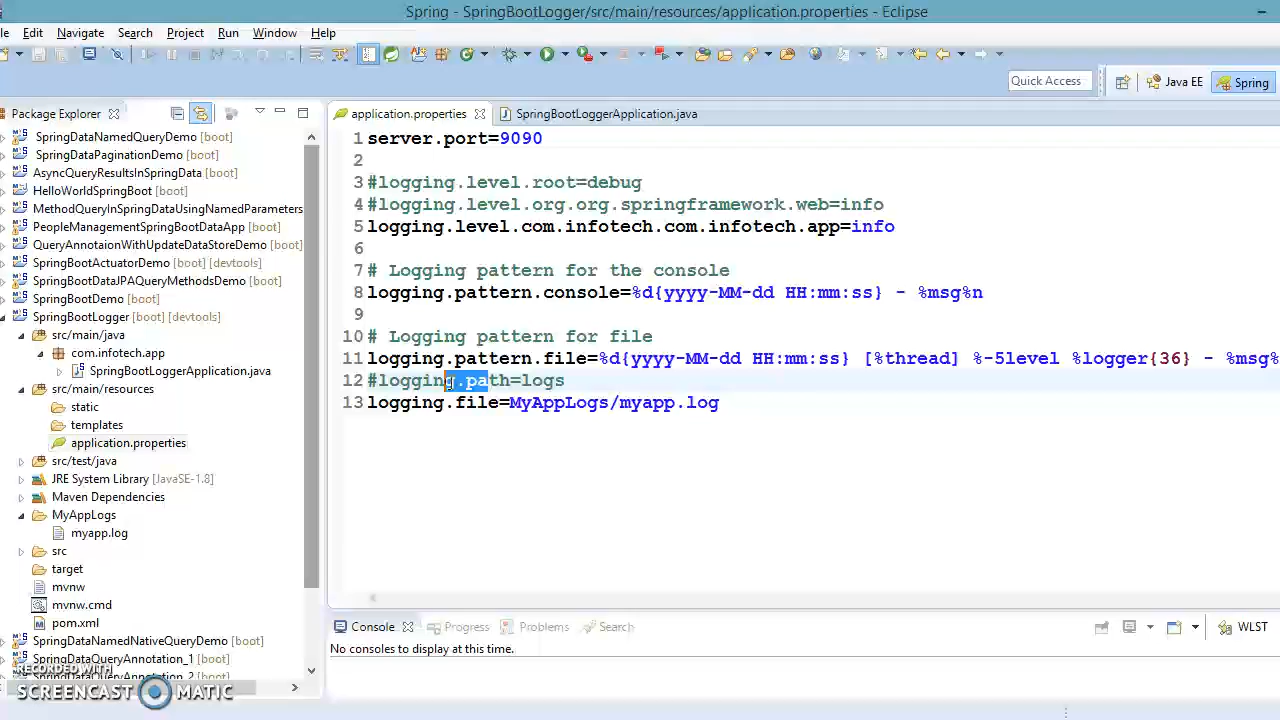 Spring - SpringBootLogger/src/main/resources/application.properties - Eclipse
le Edit Navigate Search Project Run Window Help
Quick Access
Java EE
Spring
Package Explorer
application.properties
SpringBootLoggerApplication.java
SpringDataNamedQueryDemo [boot]
SpringDataPaginationDemo [boot]
AsyncQueryResultsInSpringData [boot]
HelloWorldSpringBoot [boot]
MethodQueryInSpringDataUsingNamedParameters
PeopleManagementSpringBootDataApp [boot]
QueryAnnotaionWithUpdateDataStoreDemo [boot]
SpringBootActuatorDemo [boot] [devtools]
SpringBootDataJPAQueryMethodsDemo [boot]
SpringBootDemo [boot]
SpringBootLogger [boot] [devtools]
src/main/java
com.infotech.app
SpringBootLoggerApplication.java
src/main/resources
static
templates
application.properties
src/test/java
JRE System Library [JavaSE-1.8]
Maven Dependencies
MyAppLogs
myapp.log
src
target
mvnw
mvnw.cmd
pom.xml
SpringDataNamedNativeQueryDemo [boot]
SpringDataQueryAnnotation_1 [boot]
SpringDataQueryAnnotation_2 [boot]
1 server.port=9090
2
3 #logging.level.root=debug
4 #logging.level.org.org.springframework.web=info
5 logging.level.com.infotech.com.infotech.app=info
6
7 # Logging pattern for the console
8 logging.pattern.console=%d{yyyy-MM-dd HH:mm:ss} - %msg%n
9
10 # Logging pattern for file
11 logging.pattern.file=%d{yyyy-MM-dd HH:mm:ss} [%thread] %-5level %logger{36} - %msg%
12 #logging.path=logs
13 logging.file=MyAppLogs/myapp.log
Console
Progress
Problems
Search
WLST
No consoles to display at this time.
RECORDED WITH
SCREENCAST MATIC